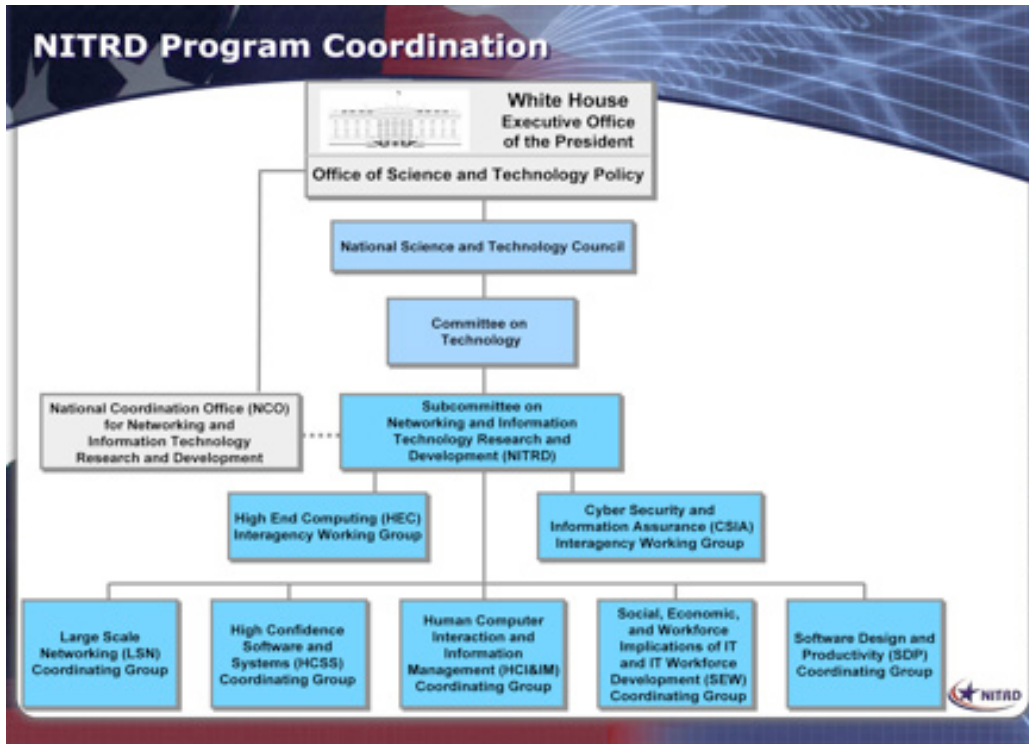 NITRD Program Coordination
White House
Executive Office
of the President
Office of Science and Technology Policy
National Science and Technology Council
Committee on
Technology
National Coordination Office (NCO)
for Networking and
Information Technology
Research and Development
Subcommittee on
Networking and Information
Technology Research and
Development (NITRD)
High End Computing (HEC)
Interagency Working Group
Cyber Security and
Information Assurance (CSIA)
Interagency Working Group
Large Scale
Networking (LSN)
Coordinating Group
High Confidence
Software and
Systems (HCSS)
Coordinating Group
Human Computer
Interaction and
Information
Management (HCI&IM)
Coordinating Group
Social, Economic,
and Workforce
Implications of IT
and IT Workforce
Development (SEW)
Coordinating Group
Software Design and
Productivity (SDP)
Coordinating Group
NITRD